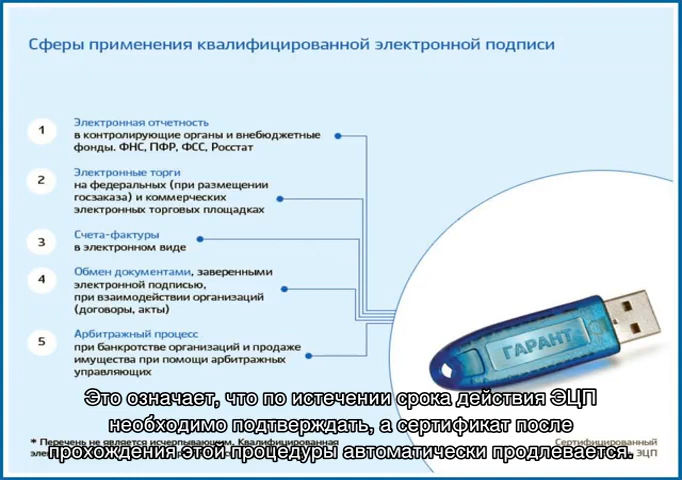 Сферы применения квалифицированной электронной подписи
1
Электронная отчетность
в контролирующие органы и внебюджетные
фонды. ФНС, ПФР, ФСС, Росстат
2
Электронные торги
на федеральных (при размещении
госзаказа) и коммерческих
электронных торговых площадках
3
Счета-фактуры
в электронном виде
4
Обмен документами, заверенными
электронной подписью,
при взаимодействии организаций
(договоры, акты)
5
Арбитражный процесс
при банкротстве организаций и продаже
имущества при помощи арбитражных
управляющих
ГАРАНТ
Это означает, что по истечении срока действия ЭЦП
необходимо подтверждать, а сертификат после
прохождения этой процедуры автоматически продлевается.
* Перечень не является исчерпывающим. Квалифицированная
Сертифицированный
ЭЦП